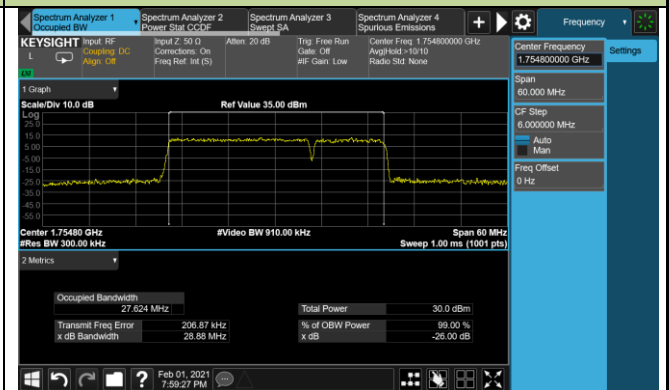 Spectrum Analyzer 1
Occupied BW
Spectrum Analyzer 2
Power Stat CCDF
Spectrum Analyzer 3
Swept SA
Spectrum Analyzer 4
Spurious Emissions
Frequency
KEYSIGHT
L
Input: RF
Coupling: DC
Align: Off
Input Z: 50 Ω
Corrections: On
Freq Ref: Int (S)
Atten: 20 dB
Trig: Free Run
Gate: Off
#IF Gain: Low
Center Freq: 1.754800000 GHz
Avg|Hold:>10/10
Radio Std: None
Center Frequency
1.754800000 GHz
Settings
Span
60.000 MHz
CF Step
6.000000 MHz
Auto
Man
Freq Offset
0 Hz
1 Graph
Scale/Div 10.0 dB
Ref Value 35.00 dBm
Log
25.0
15.0
5.00
-5.00
-15.0
-25.0
-35.0
-45.0
-55.0
Center 1.75480 GHz
#Video BW 910.00 kHz
Span 60 MHz
#Res BW 300.00 kHz
Sweep 1.00 ms (1001 pts)
2 Metrics
Occupied Bandwidth
27.624 MHz
Total Power
30.0 dBm
Transmit Freq Error
206.87 kHz
% of OBW Power
99.00 %
x dB Bandwidth
28.88 MHz
x dB
-26.00 dB
Feb 01, 2021
7:59:27 PM